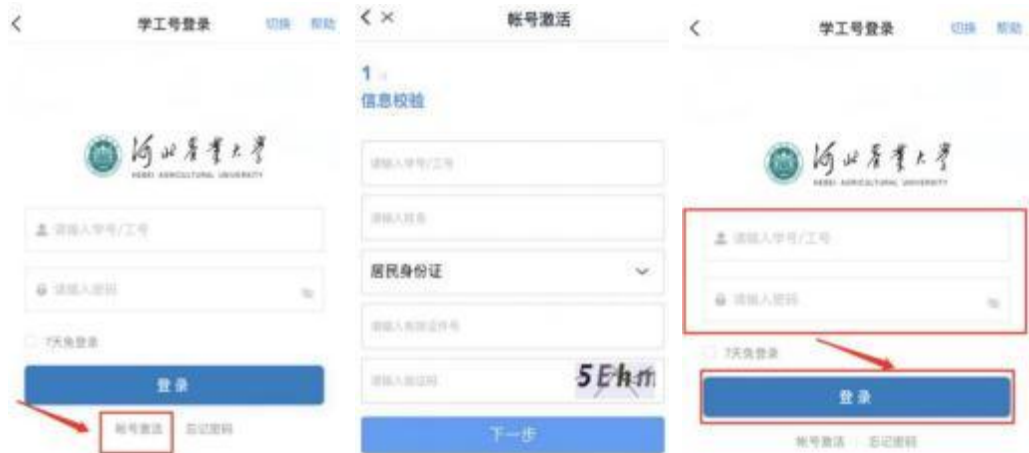 学工号登录 切换 帮助
河北农业大学
HEBEI AGRICULTURAL UNIVERSITY
请输入学号/工号
请输入密码
7天免登录
登录
帐号激活 忘记密码
帐号激活
1
信息校验
请输入学号/工号
请输入姓名
居民身份证
请输入有效证件号
请输入验证码 5Ehn
下一步
学工号登录 切换 帮助
河北农业大学
HEBEI AGRICULTURAL UNIVERSITY
请输入学号/工号
请输入密码
7天免登录
登录
帐号激活 忘记密码